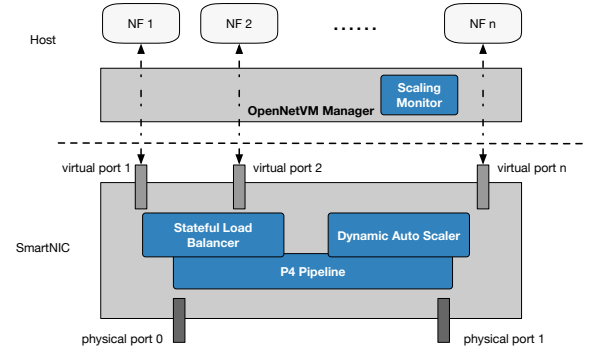 NF 1
NF 2
......
NF n
Host
Scaling
Monitor
OpenNetVM Manager
virtual port 1
virtual port 2
virtual port n
Stateful Load
Balancer
Dynamic Auto Scaler
SmartNIC
P4 Pipeline
physical port 0
physical port 1